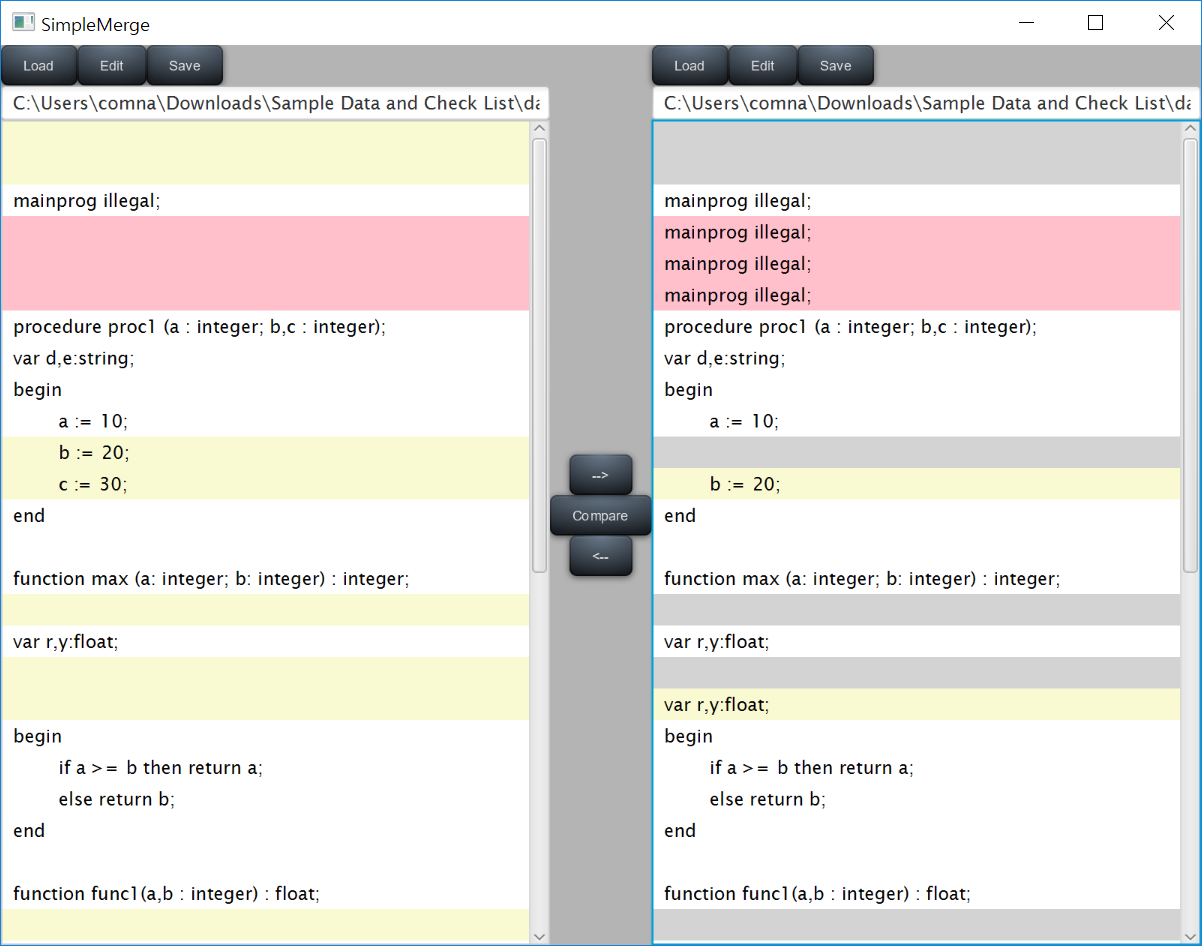 SimpleMerge
Load Edit Save
C:\Users\comna\Downloads\Sample Data and Check List\da
mainprog illegal;
procedure proc1 (a : integer; b,c : integer);
var d,e:string;
begin
a := 10;
b := 20;
c := 30;
end
function max (a: integer; b: integer) : integer;
var r,y:float;
begin
if a >= b then return a;
else return b;
end
function func1(a,b : integer) : float;
-->
Compare
<--
Load Edit Save
C:\Users\comna\Downloads\Sample Data and Check List\da
mainprog illegal;
mainprog illegal;
mainprog illegal;
mainprog illegal;
procedure proc1 (a : integer; b,c : integer);
var d,e:string;
begin
a := 10;
b := 20;
end
function max (a: integer; b: integer) : integer;
var r,y:float;
var r,y:float;
begin
if a >= b then return a;
else return b;
end
function func1(a,b : integer) : float;